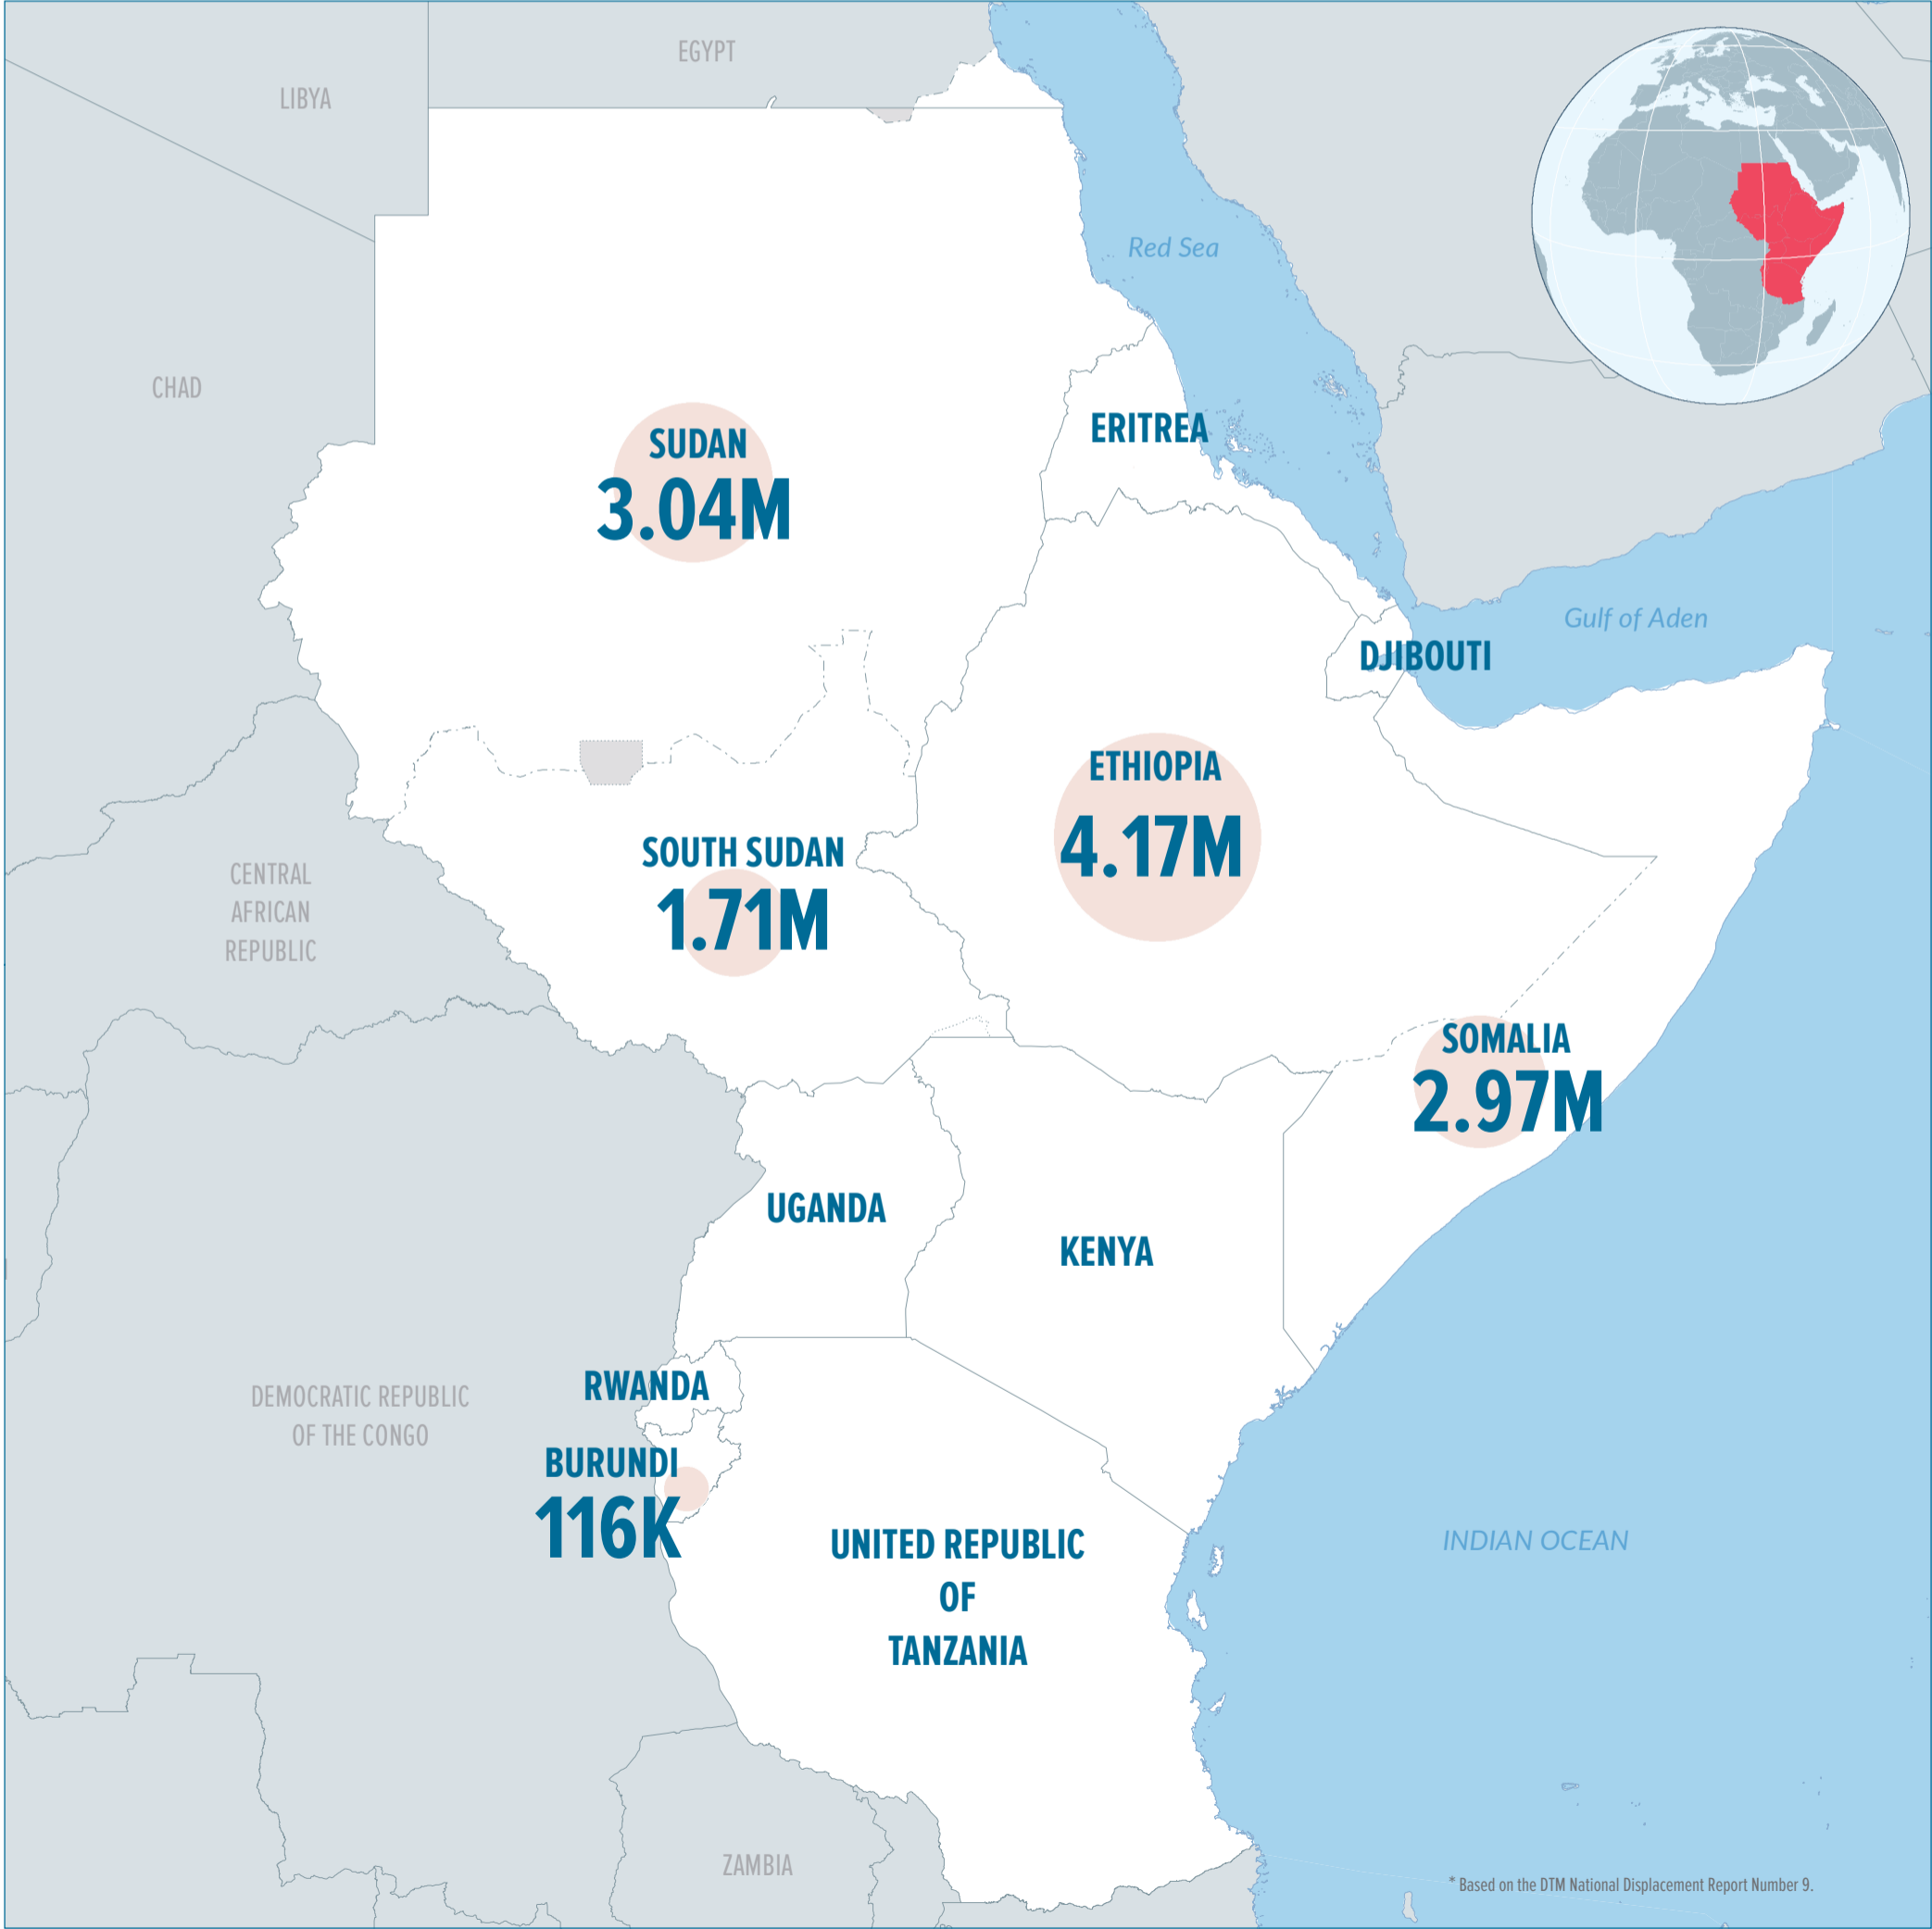 EGYPT
LIBYA
Red Sea
CHAD
ERITREA
SUDAN
3.04M
Gulf of Aden
DJIBOUTI
ETHIOPIA
4.17M
SOUTH SUDAN
1.71M
CENTRAL
AFRICAN
REPUBLIC
SOMALIA
2.97M
UGANDA
KENYA
RWANDA
DEMOCRATIC REPUBLIC
OF THE CONGO
BURUNDI
116K
UNITED REPUBLIC
OF
TANZANIA
INDIAN OCEAN
ZAMBIA
* Based on the DTM National Displacement Report Number 9.